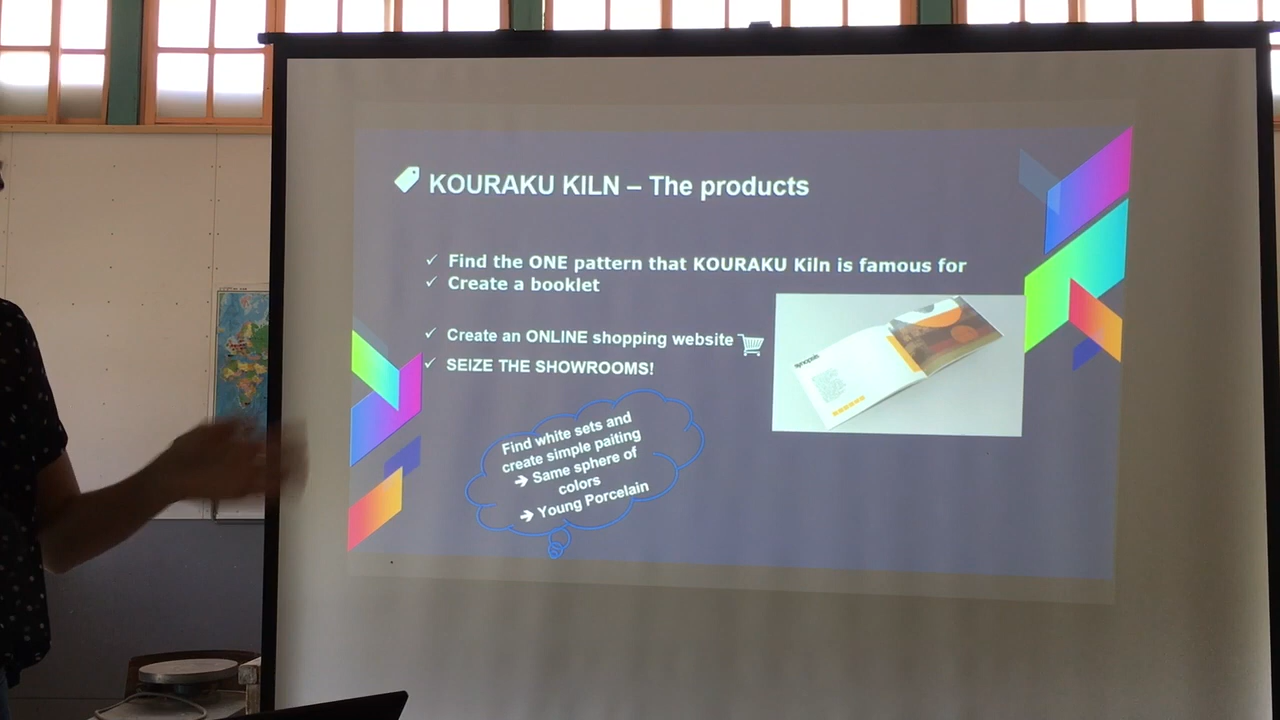 KOURAKU KILN – The products
✓ Find the ONE pattern that KOURAKU Kiln is famous for
✓ Create a booklet
✓ Create an ONLINE shopping website
✓ SEIZE THE SHOWROOMS!
synopsis
Find white sets and
create simple paiting
➔ Same sphere of
colors
➔ Young Porcelain